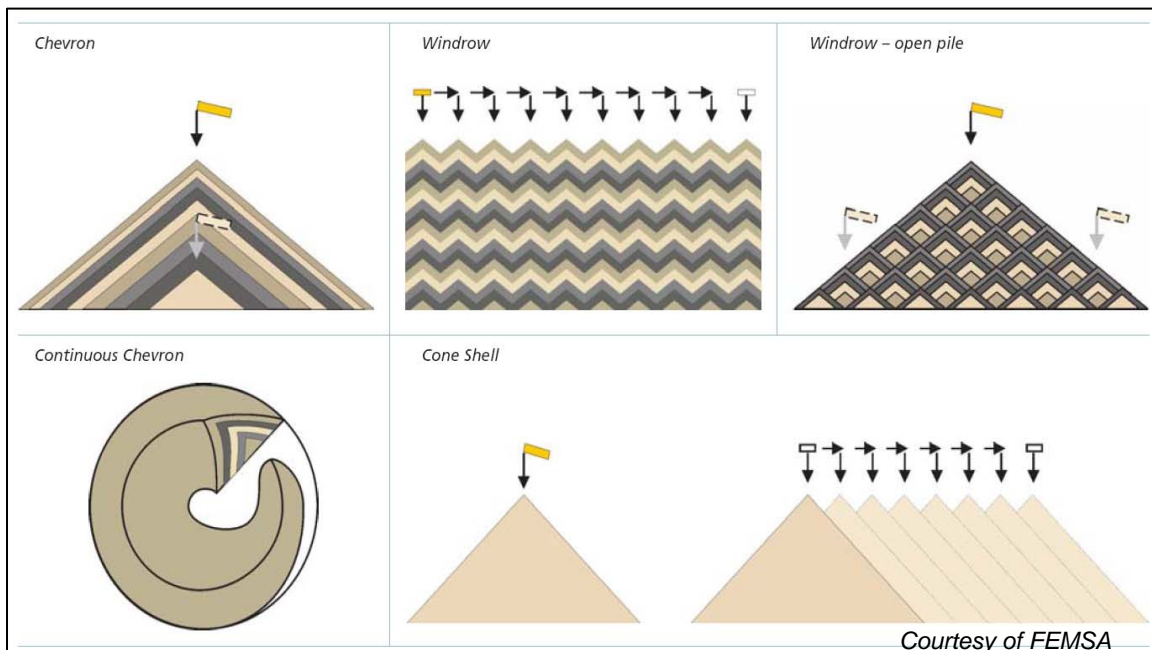 Chevron
Windrow
Windrow – open pile
Continuous Chevron
Cone Shell
Courtesy of FEMSA